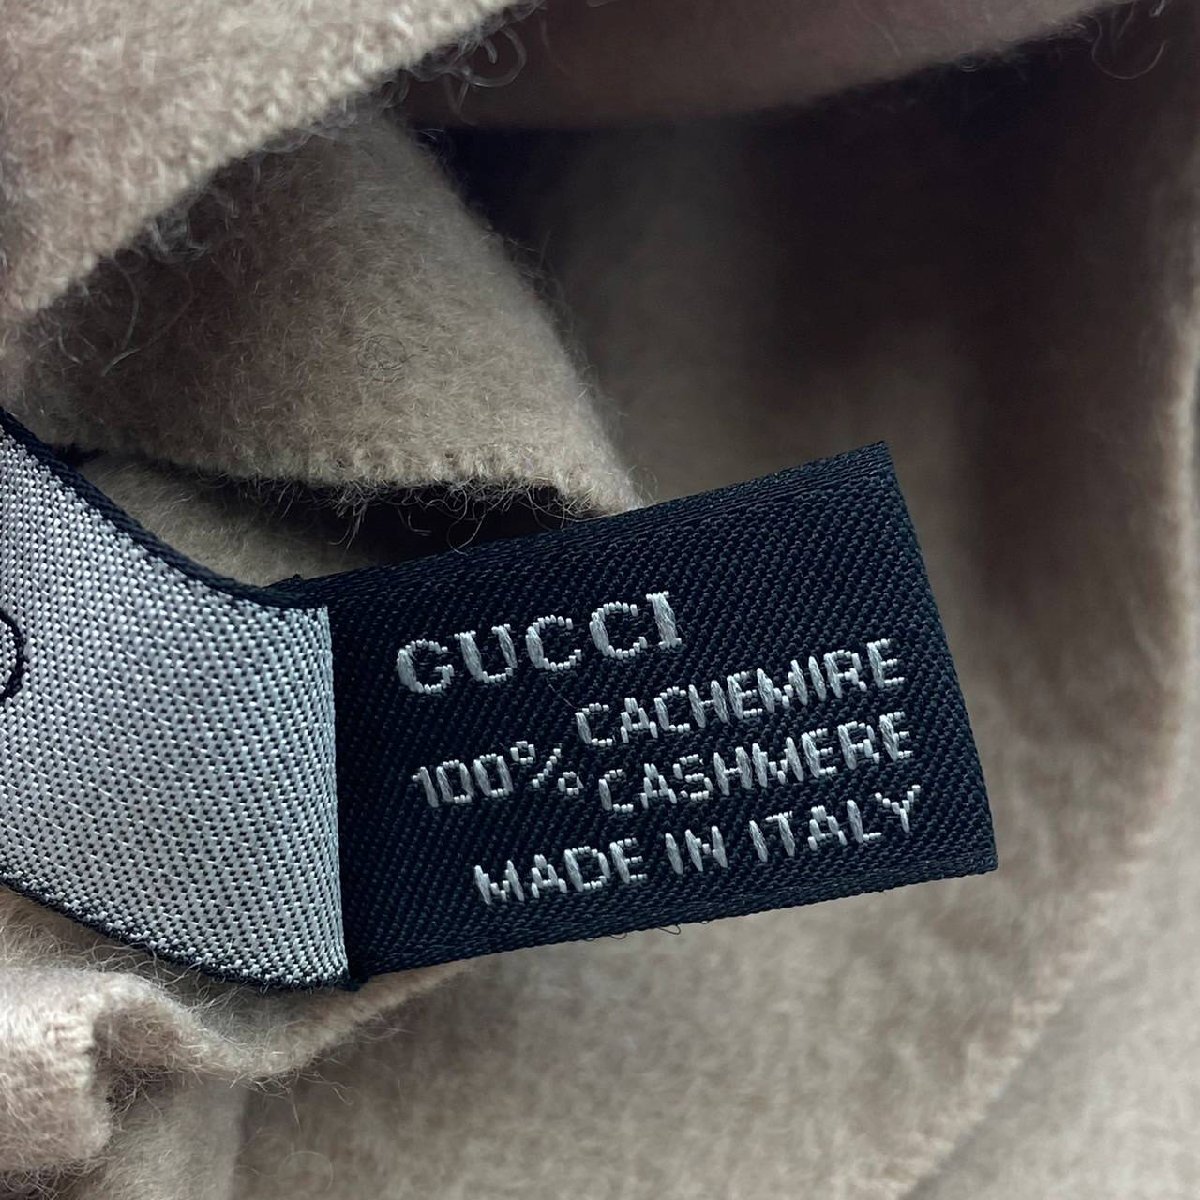 GUCCI
CACHEMIRE
100% CASHMERE
MADE IN ITALY